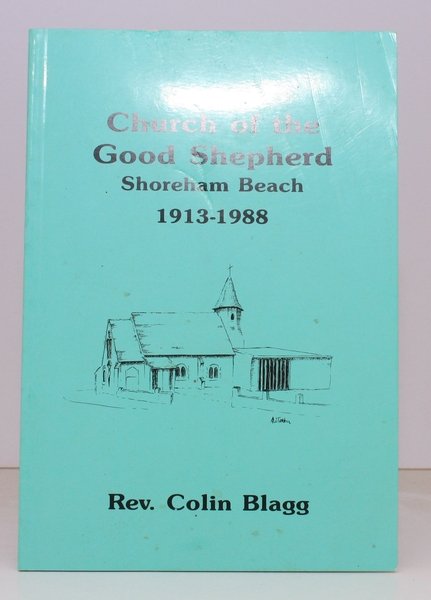 Church of the
Good Shepherd
Shoreham Beach
1913-1988
Rev. Colin Blagg